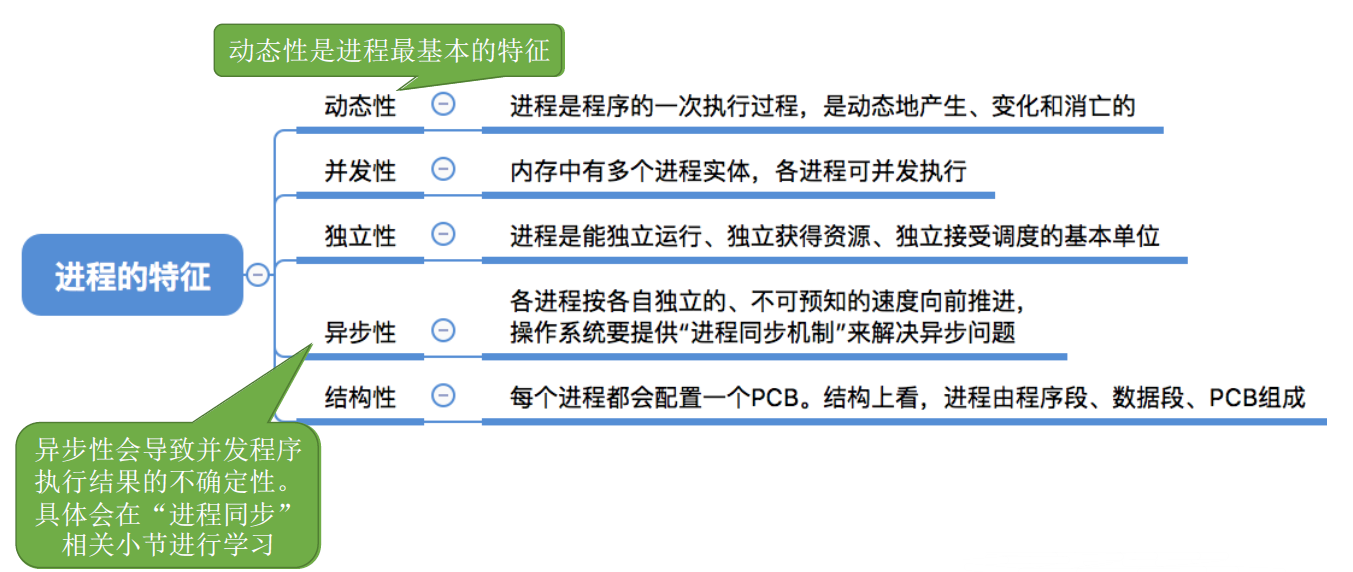 动态性是进程最基本的特征
动态性
进程是程序的一次执行过程，是动态地产生、变化和消亡的
并发性
内存中有多个进程实体，各进程可并发执行
独立性
进程是能独立运行、独立获得资源、独立接受调度的基本单位
进程的特征
异步性
各进程按各自独立的、不可预知的速度向前推进，
操作系统要提供“进程同步机制”来解决异步问题
结构性
每个进程都会配置一个PCB。结构上看，进程由程序段、数据段、PCB组成
异步性会导致并发程序
执行结果的不确定性。
具体会在“进程同步”
相关小节进行学习